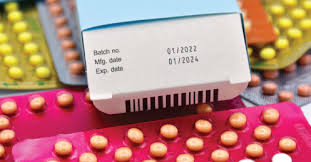 Batch no. 01/2022
Mfg. date 01/2024
Exp. date